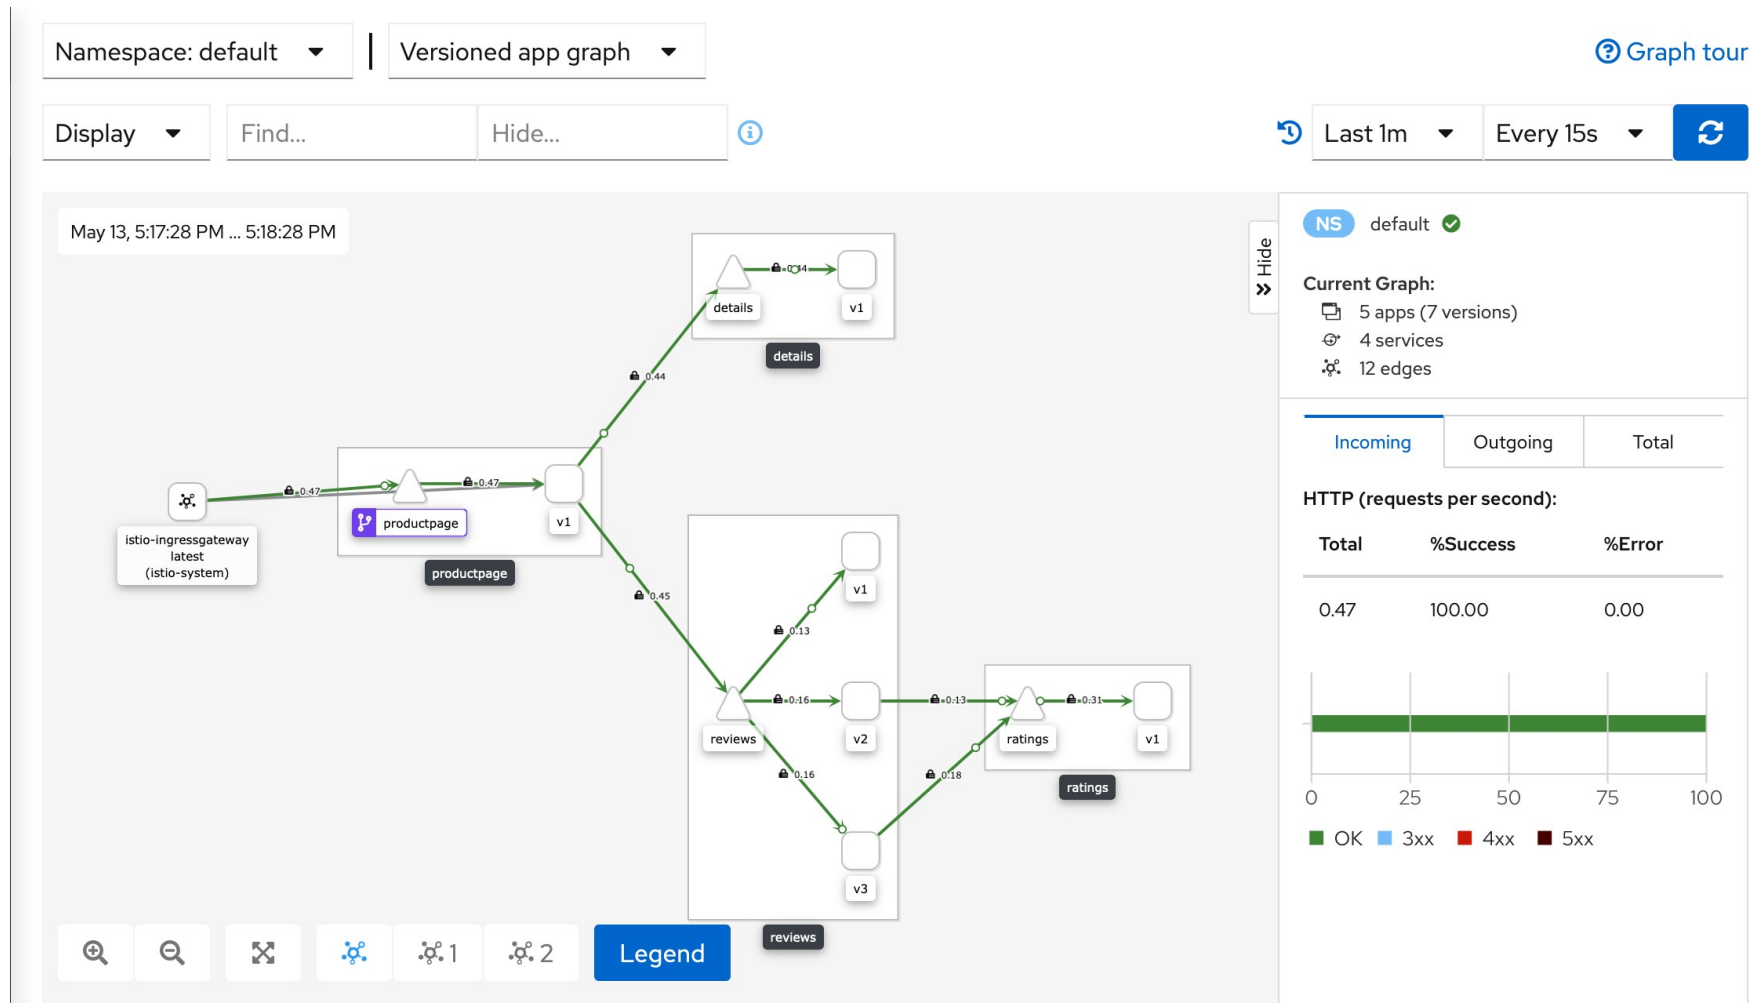 Namespace: default
Versioned app graph
Graph tour
Display
Find...
Hide...
Last 1m
Every 15s
May 13, 5:17:28 PM ... 5:18:28 PM
Hide
0.44
details
v1
details
0.44
0.47
0.47
istio-ingressgateway
latest
(istio-system)
productpage
v1
productpage
0.45
v1
0.13
0.16
0.13
0.31
reviews
v2
ratings
v1
0.16
0.18
ratings
v3
reviews
1
2
Legend
NS default
Current Graph:
5 apps (7 versions)
4 services
12 edges
Incoming
Outgoing
Total
HTTP (requests per second):
Total %Success %Error
0.47 100.00 0.00
0 25 50 75 100
OK 3xx 4xx 5xx